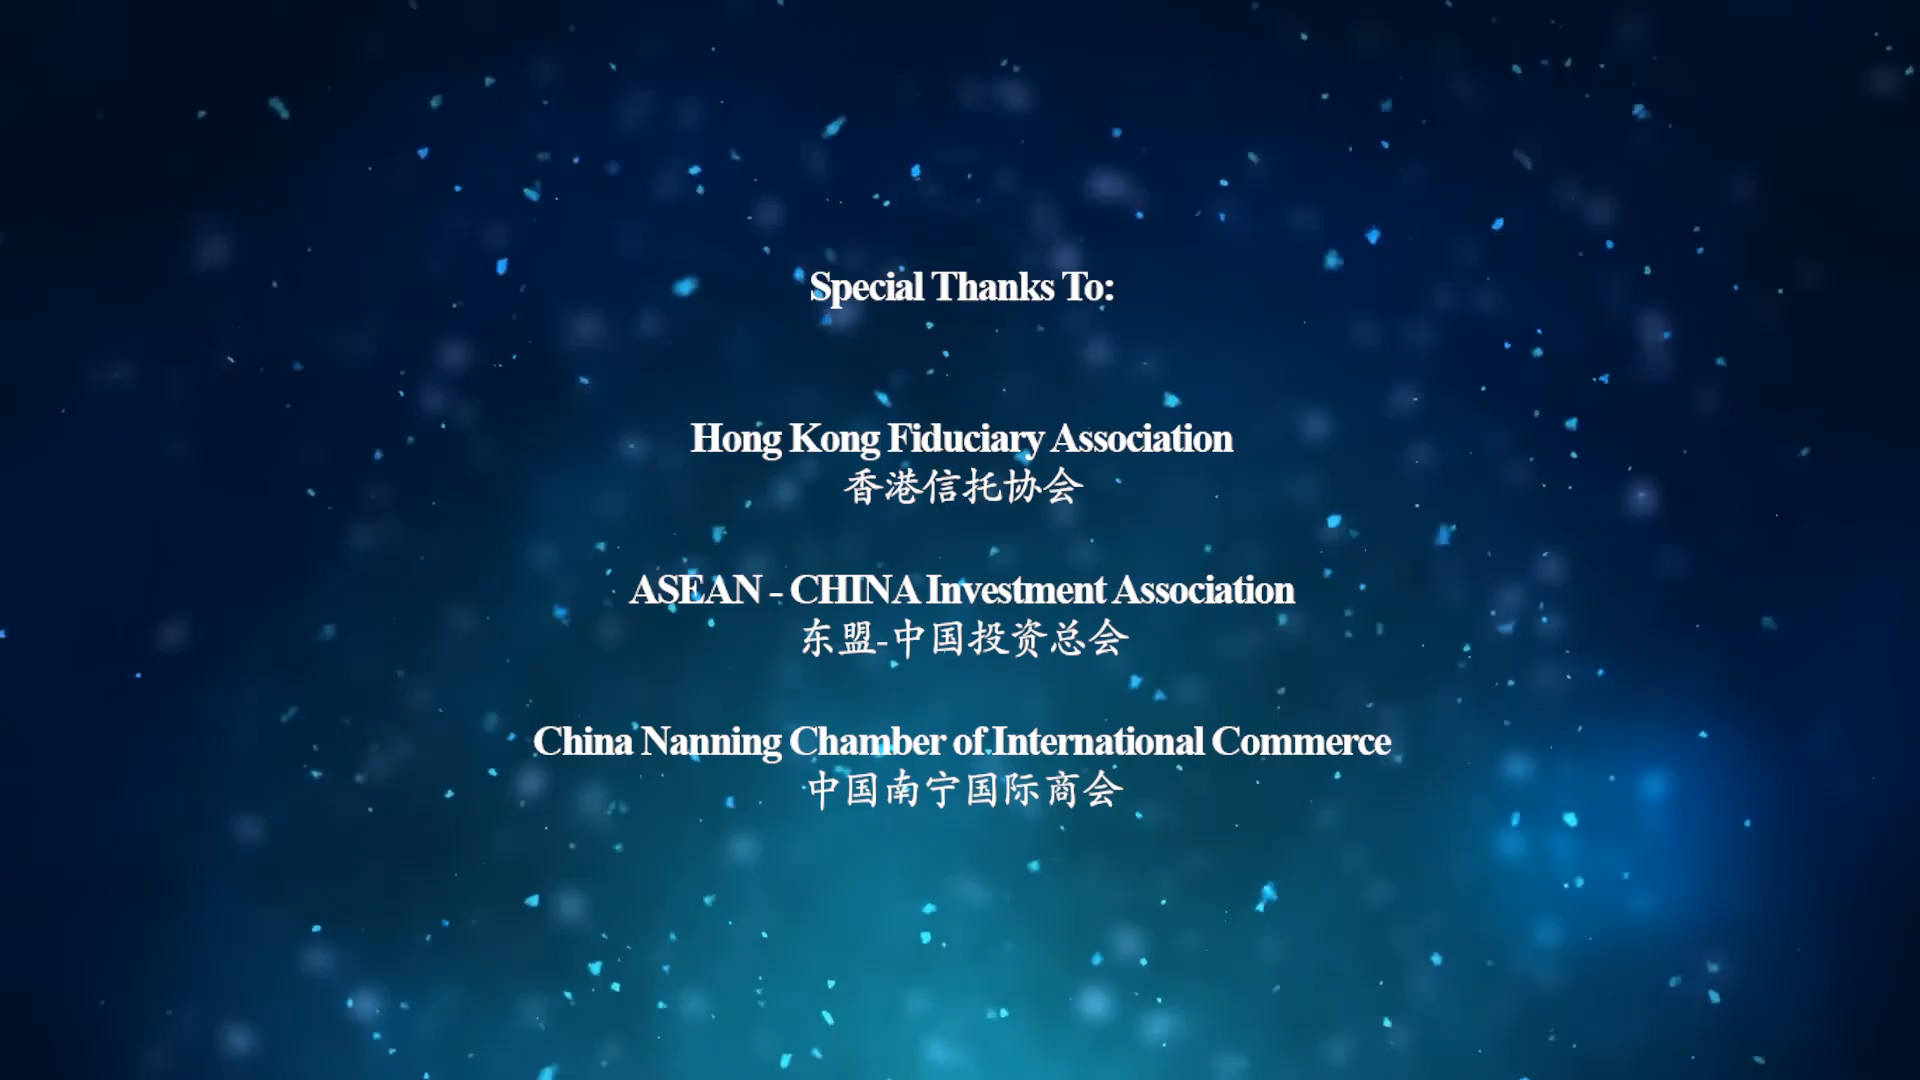 Special Thanks To:
Hong Kong Fiduciary Association
香港信托协会
ASEAN - CHINA Investment Association
东盟-中国投资总会
China Nanning Chamber of International Commerce
中国南宁国际商会